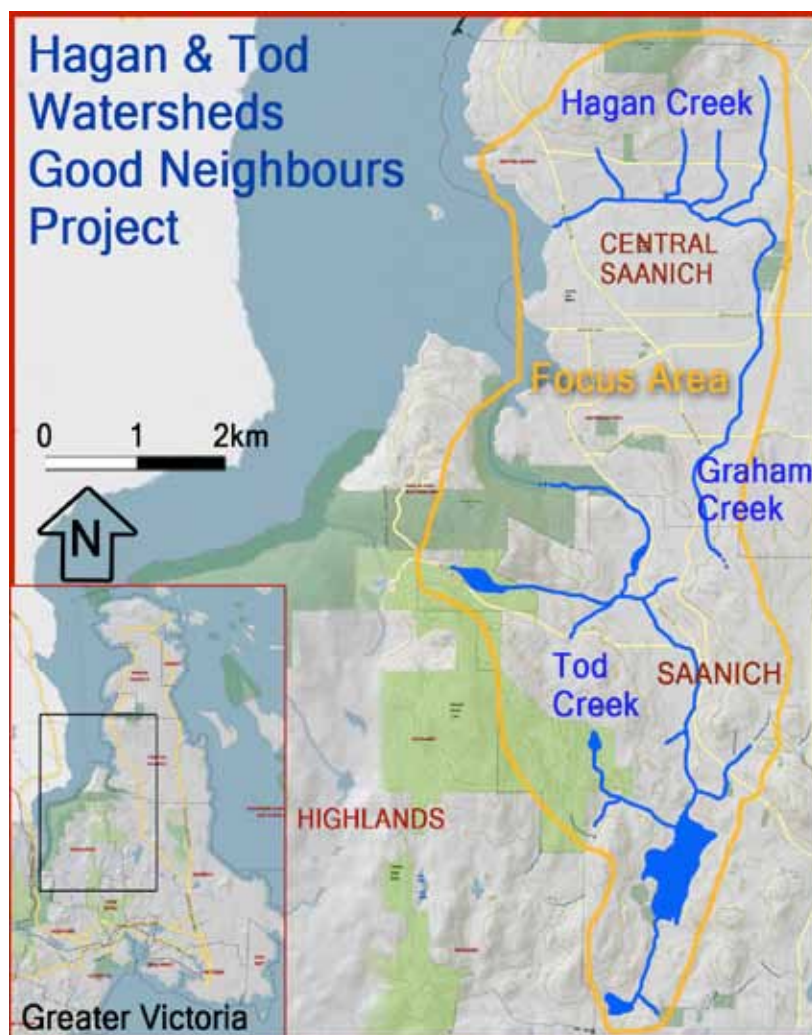 Hagan & Tod
Watersheds
Good Neighbours
Project
Hagan Creek
CENTRAL
SAANICH
Focus Area
0 1 2km
Graham
Creek
N
Tod
Creek
SAANICH
HIGHLANDS
Greater Victoria